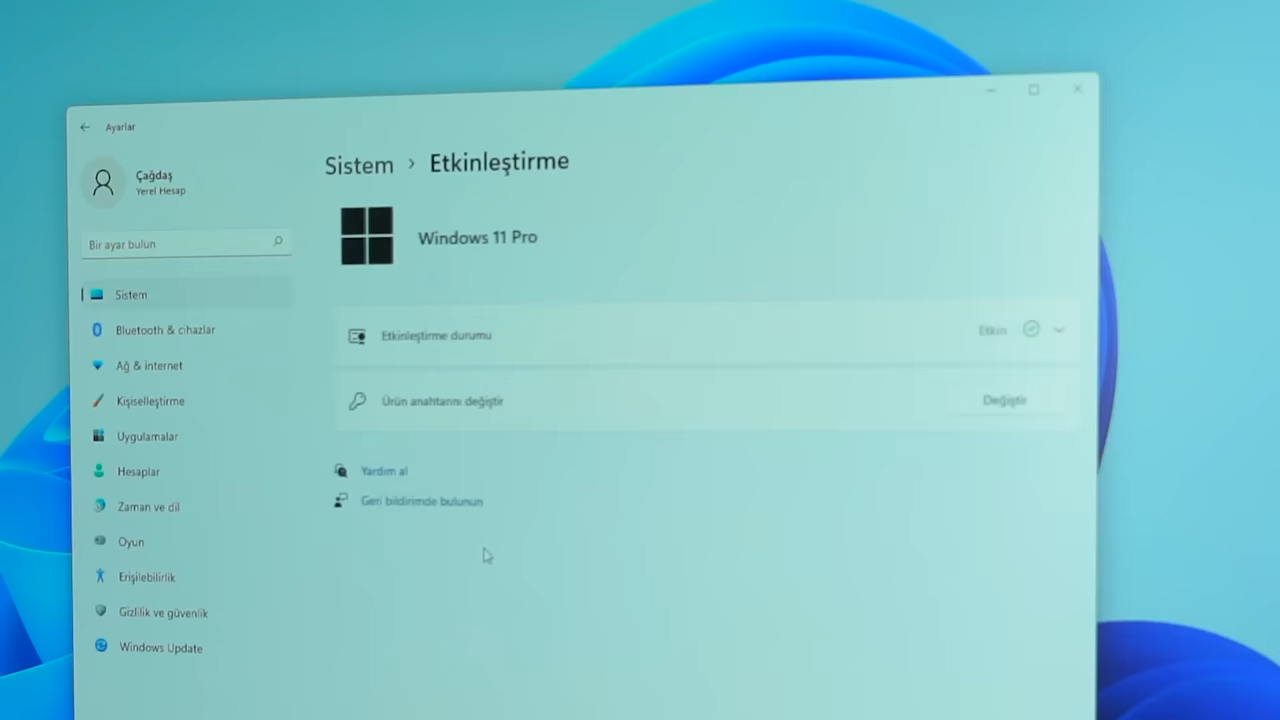 Ayarlar
Çağdaş
Yerel Hesap
Bir ayar bulun
Sistem
Bluetooth & cihazlar
Ağ & internet
Kişiselleştirme
Uygulamalar
Hesaplar
Zaman ve dil
Oyun
Erişilebilirlik
Gizlilik ve güvenlik
Windows Update
Sistem › Etkinleştirme
Windows 11 Pro
Etkinleştirme durumu
Etkin
Ürün anahtarını değiştir
Değiştir
Yardım al
Geri bildirimde bulunun